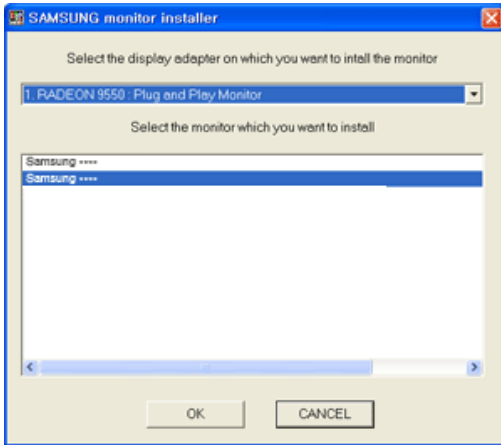 SAMSUNG monitor installer
Select the display adapter on which you want to intall the monitor
1. RADEON 9550 : Plug and Play Monitor
Select the monitor which you want to install
Samsung ----
Samsung ----
OK
CANCEL